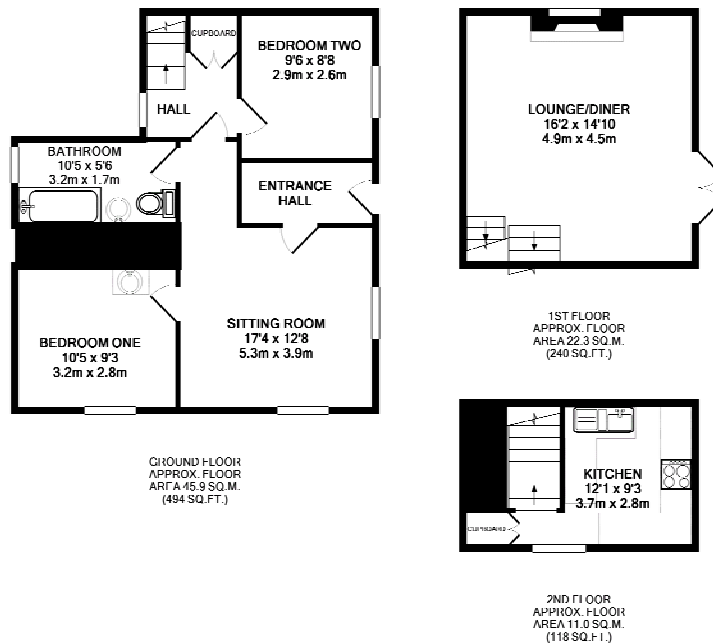 CUPBOARD
BEDROOM TWO
9'6 x 8'8
2.9m x 2.6m
HALL
BATHROOM
10'5 x 5'6
3.2m x 1.7m
ENTRANCE
HALL
BEDROOM ONE
10'5 x 9'3
3.2m x 2.8m
SITTING ROOM
17'4 x 12'8
5.3m x 3.9m
GROUND FLOOR
APPROX. FLOOR
AREA 45.9 SQ.M.
(494 SQ.FT.)
LOUNGE/DINER
16'2 x 14'10
4.9m x 4.5m
1ST FLOOR
APPROX. FLOOR
AREA 22.3 SQ.M.
(240 SQ.FT.)
KITCHEN
12'1 x 9'3
3.7m x 2.8m
CUPBOARD
2ND FLOOR
APPROX. FLOOR
AREA 11.0 SQ.M.
(118 SQ.FT.)